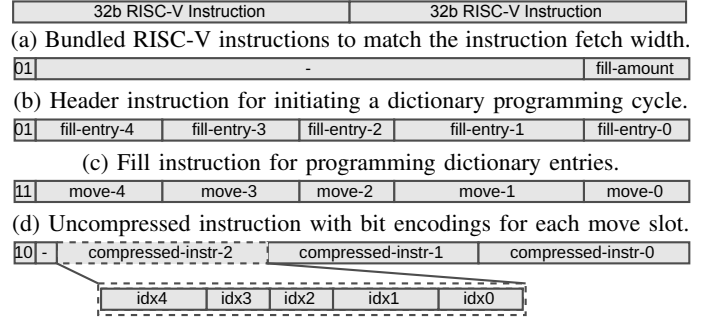 32b RISC-V Instruction 32b RISC-V Instruction
(a) Bundled RISC-V instructions to match the instruction fetch width.
01 - fill-amount
(b) Header instruction for initiating a dictionary programming cycle.
01 fill-entry-4 fill-entry-3 fill-entry-2 fill-entry-1 fill-entry-0
(c) Fill instruction for programming dictionary entries.
11 move-4 move-3 move-2 move-1 move-0
(d) Uncompressed instruction with bit encodings for each move slot.
10 - compressed-instr-2 compressed-instr-1 compressed-instr-0
idx4 idx3 idx2 idx1 idx0